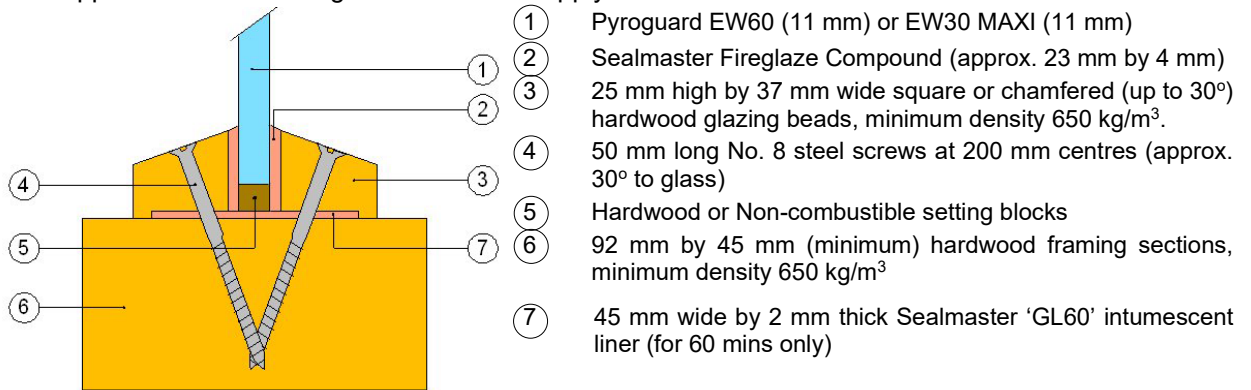 1 Pyroguard EW60 (11 mm) or EW30 MAXI (11 mm)
2 Sealmaster Fireglaze Compound (approx. 23 mm by 4 mm)
3 25 mm high by 37 mm wide square or chamfered (up to 30°)
hardwood glazing beads, minimum density 650 kg/m³.
4 50 mm long No. 8 steel screws at 200 mm centres (approx.
30° to glass)
5 Hardwood or Non-combustible setting blocks
6 92 mm by 45 mm (minimum) hardwood framing sections,
minimum density 650 kg/m³
7 45 mm wide by 2 mm thick Sealmaster ‘GL60’ intumescent
liner (for 60 mins only)
1
2
4
3
5
7
6